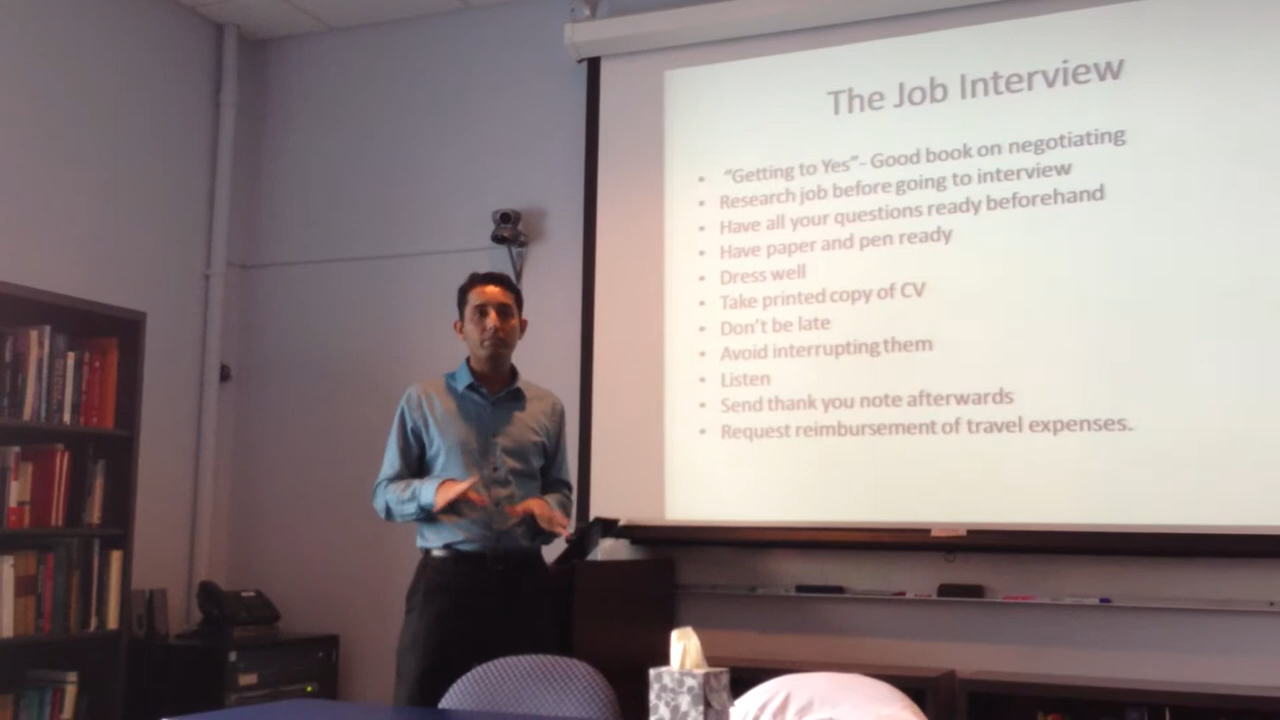 The Job Interview
• "Getting to Yes"- Good book on negotiating
• Research job before going to interview
• Have all your questions ready beforehand
• Have paper and pen ready
• Dress well
• Take printed copy of CV
• Don't be late
• Avoid interrupting them
• Listen
• Send thank you note afterwards
• Request reimbursement of travel expenses.